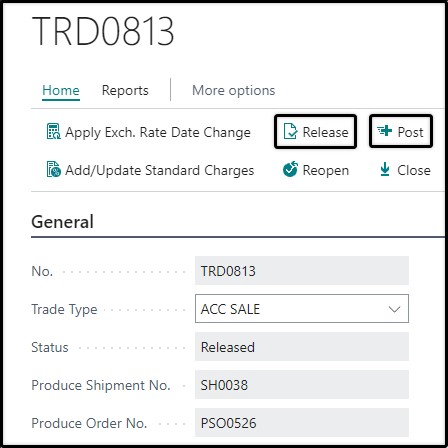 TRD0813
Home Reports More options
Apply Exch. Rate Date Change Release Post
Add/Update Standard Charges Reopen Close
General
No. TRD0813
Trade Type ACC SALE
Status Released
Produce Shipment No. SH0038
Produce Order No. PSO0526